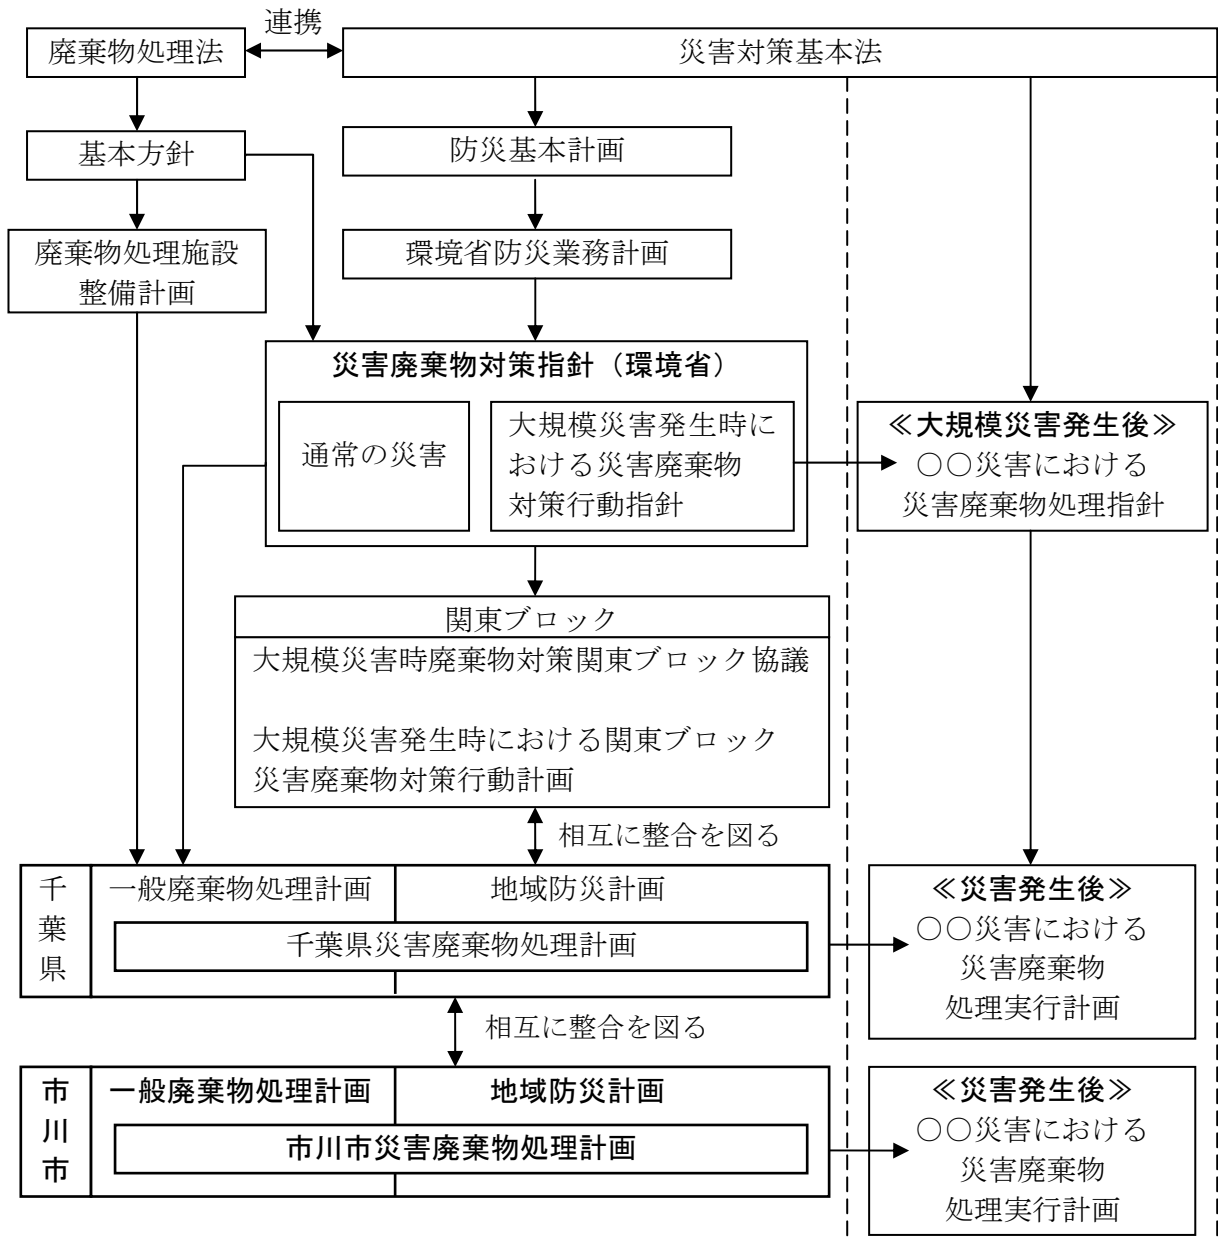 連携
廃棄物処理法
災害対策基本法
基本方針
防災基本計画
廃棄物処理施設
整備計画
環境省防災業務計画
災害廃棄物対策指針（環境省）
通常の災害
大規模災害発生時に
おける災害廃棄物
対策行動指針
≪大規模災害発生後≫
○○災害における
災害廃棄物処理指針
関東ブロック
大規模災害時廃棄物対策関東ブロック協議
大規模災害発生時における関東ブロック
災害廃棄物対策行動計画
相互に整合を図る
千葉県
一般廃棄物処理計画
地域防災計画
千葉県災害廃棄物処理計画
≪災害発生後≫
○○災害における
災害廃棄物
処理実行計画
相互に整合を図る
市川市
一般廃棄物処理計画
地域防災計画
市川市災害廃棄物処理計画
≪災害発生後≫
○○災害における
災害廃棄物
処理実行計画